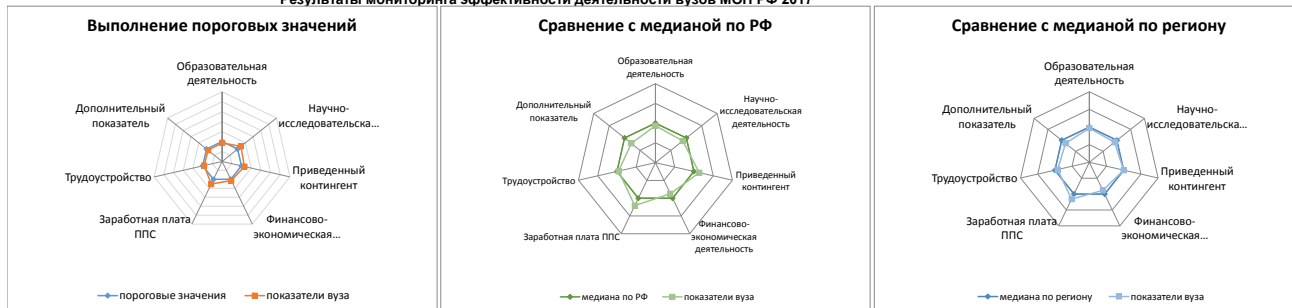 Результаты мониторинга эффективности деятельности вузов МОН РФ 2017
Выполнение пороговых значений
Образовательная
деятельность
Научно-
исследовательска...
Приведенный
контингент
Финансово-
экономическая...
Заработная плата
ППС
Трудоустройство
Дополнительный
показатель
пороговые значения
показатели вуза
Сравнение с медианой по РФ
Образовательная
деятельность
Научно-
исследовательская
деятельность
Приведенный
контингент
Финансово-
экономическая
деятельность
Заработная плата ППС
Трудоустройство
Дополнительный
показатель
медиана по РФ
показатели вуза
Сравнение с медианой по региону
Образовательная
деятельность
Научно-
исследовательска...
Приведенный
контингент
Финансово-
экономическая...
Заработная плата
ППС
Трудоустройство
Дополнительный
показатель
медиана по региону
показатели вуза